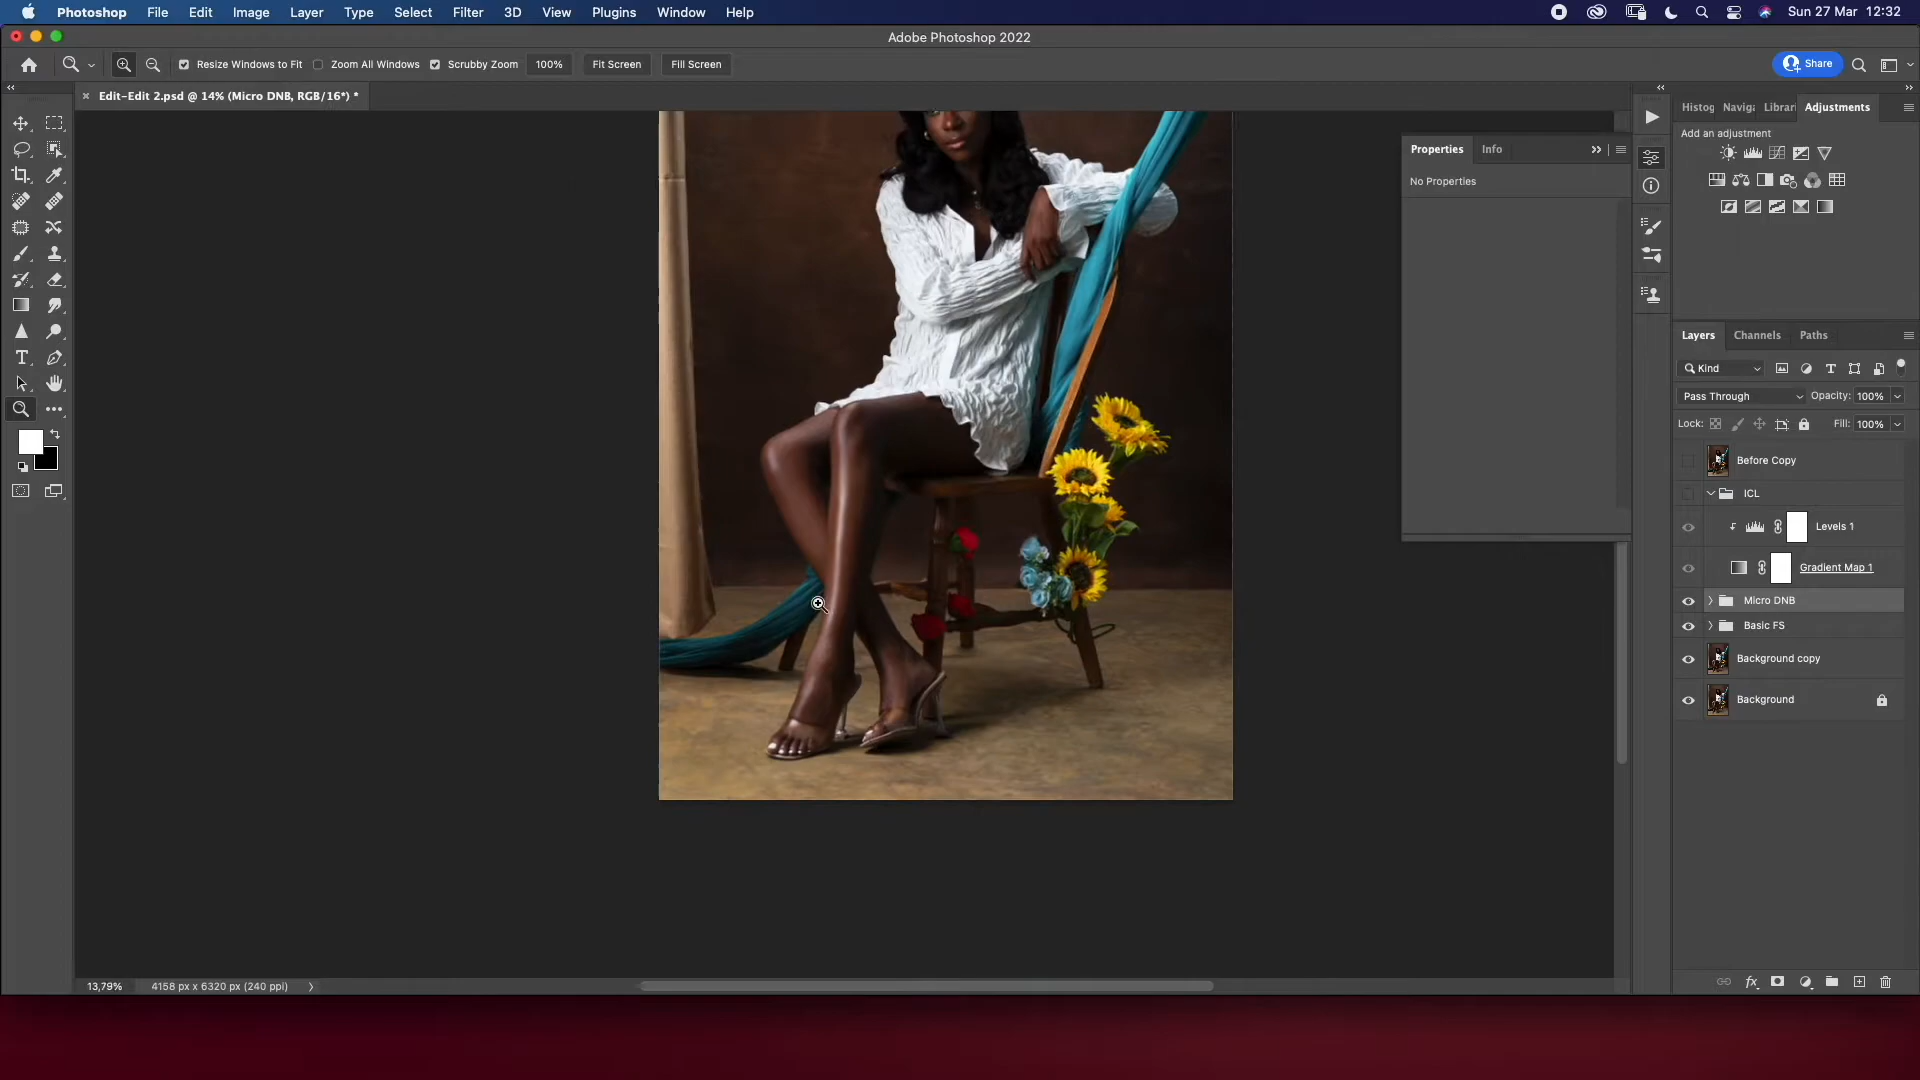 Photoshop File Edit Image Layer Type Select Filter 3D View Plugins Window Help Sun 27 Mar 12:32
Adobe Photoshop 2022
Resize Windows to Fit Zoom All Windows Scrubby Zoom 100% Fit Screen Fill Screen Share
Edit-Edit 2.psd @ 14% (Micro DNB, RGB/16*) *
Histog Naviga Librari Adjustments
Add an adjustment
Properties Info
No Properties
Layers Channels Paths
Kind
Pass Through Opacity: 100%
Lock: Fill: 100%
Before Copy
ICL
Levels 1
Gradient Map 1
Micro DNB
Basic FS
Background copy
Background
13,79% 4158 px x 6320 px (240 ppi)